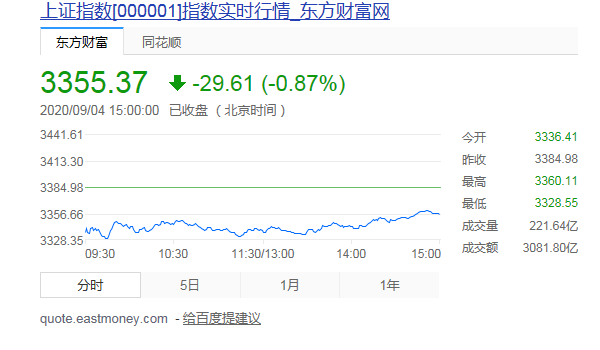 上证指数[000001]指数实时行情_东方财富网
东方财富 同花顺
3355.37 -29.61 (-0.87%)
2020/09/04 15:00:00 已收盘 (北京时间)
3441.61
3413.30
3384.98
3356.66
3328.35
09:30 10:30 11:30/13:00 14:00 15:00
今开 3336.41
昨收 3384.98
最高 3360.11
最低 3328.55
成交量 221.64亿
成交额 3081.80亿
分时 5日 1月 1年
quote.eastmoney.com - 给百度提建议